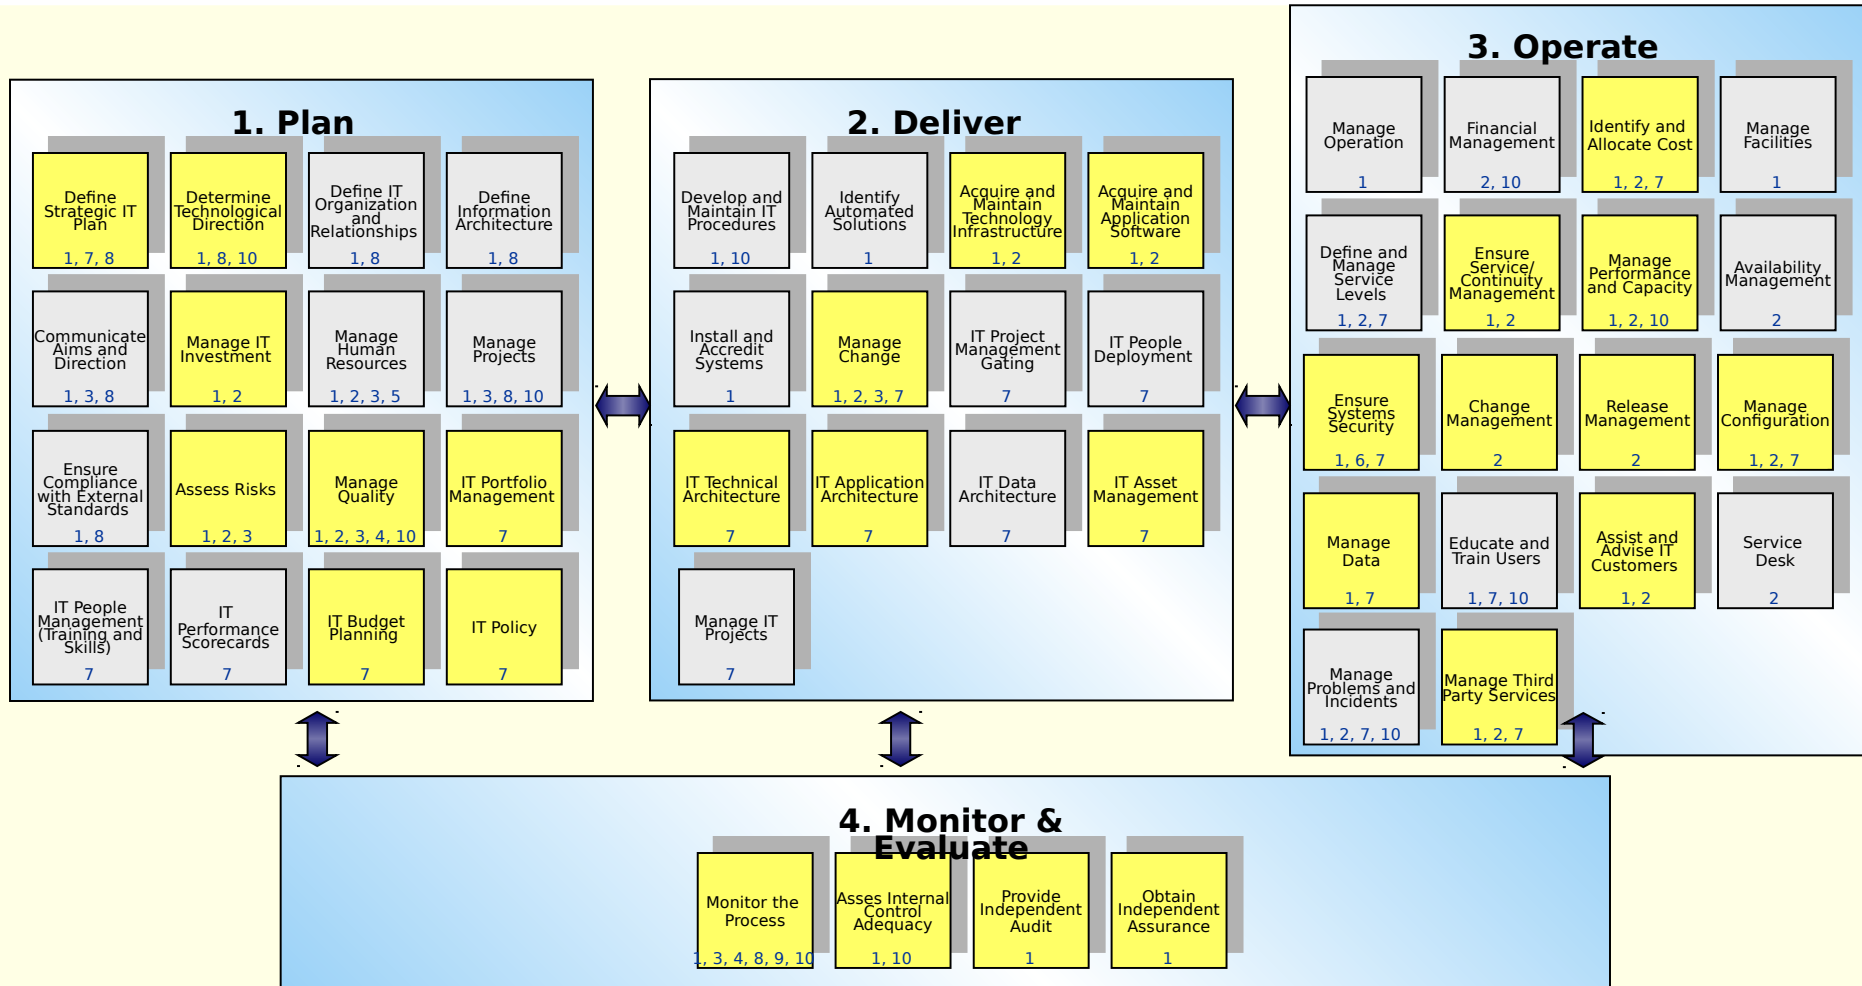 1. Plan
Define
Strategic IT
Plan
1, 7, 8
Determine
Technological
Direction
1, 8, 10
Define IT
Organization
and
Relationships
1, 8
Define
Information
Architecture
1, 8
Communicate
Aims and
Direction
1, 3, 8
Manage IT
Investment
1, 2
Manage
Human
Resources
1, 2, 3, 5
Manage
Projects
1, 3, 8, 10
Ensure
Compliance
with External
Standards
1, 8
Assess Risks
1, 2, 3
Manage
Quality
1, 2, 3, 4, 10
IT Portfolio
Management
7
IT People
Management
(Training and
Skills)
7
IT
Performance
Scorecards
7
IT Budget
Planning
7
IT Policy
7
2. Deliver
Develop and
Maintain IT
Procedures
1, 10
Identify
Automated
Solutions
1
Acquire and
Maintain
Technology
Infrastructure
1, 2
Acquire and
Maintain
Application
Software
1, 2
Install and
Accredit
Systems
1
Manage
Change
1, 2, 3, 7
IT Project
Management
Gating
7
IT People
Deployment
7
IT Technical
Architecture
7
IT Application
Architecture
7
IT Data
Architecture
7
IT Asset
Management
7
Manage IT
Projects
7
3. Operate
Manage
Operation
1
Financial
Management
2, 10
Identify and
Allocate Cost
1, 2, 7
Manage
Facilities
1
Define and
Manage
Service
Levels
1, 2, 7
Ensure
Service/
Continuity
Management
1, 2
Manage
Performance
and Capacity
1, 2, 10
Availability
Management
2
Ensure
Systems
Security
1, 6, 7
Change
Management
2
Release
Management
2
Manage
Configuration
1, 2, 7
Manage
Data
1, 7
Educate and
Train Users
1, 7, 10
Assist and
Advise IT
Customers
1, 2
Service
Desk
2
Manage
Problems and
Incidents
1, 2, 7, 10
Manage Third
Party Services
1, 2, 7
4. Monitor &
Evaluate
Monitor the
Process
1, 3, 4, 8, 9, 10
Asses Internal
Control
Adequacy
1, 10
Provide
Independent
Audit
1
Obtain
Independent
Assurance
1